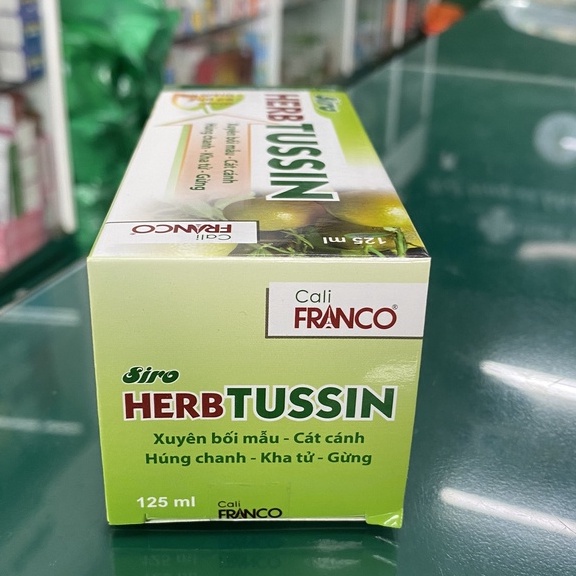 Siro
HERBTUSSIN
Xuyên bối mẫu - Cát cánh
Húng chanh - Kha tử - Gừng
125 ml
Cali
FRANCO
Cali
FRANCO®
Siro
HERBTUSSIN
Xuyên bối mẫu - Cát cánh
Húng chanh - Kha tử - Gừng
125 ml
Cali
FRANCO